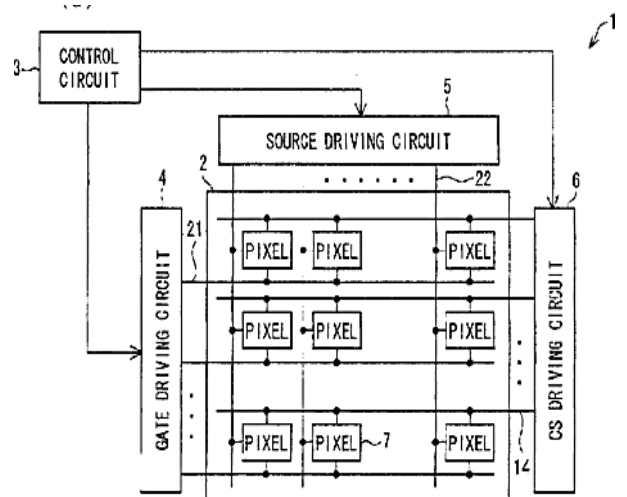 1
CONTROL
CIRCUIT
3
5
SOURCE DRIVING CIRCUIT
4
2
22
6
21
PIXEL PIXEL PIXEL
PIXEL PIXEL PIXEL
PIXEL PIXEL PIXEL
7
14
GATE DRIVING CIRCUIT
CS DRIVING CIRCUIT